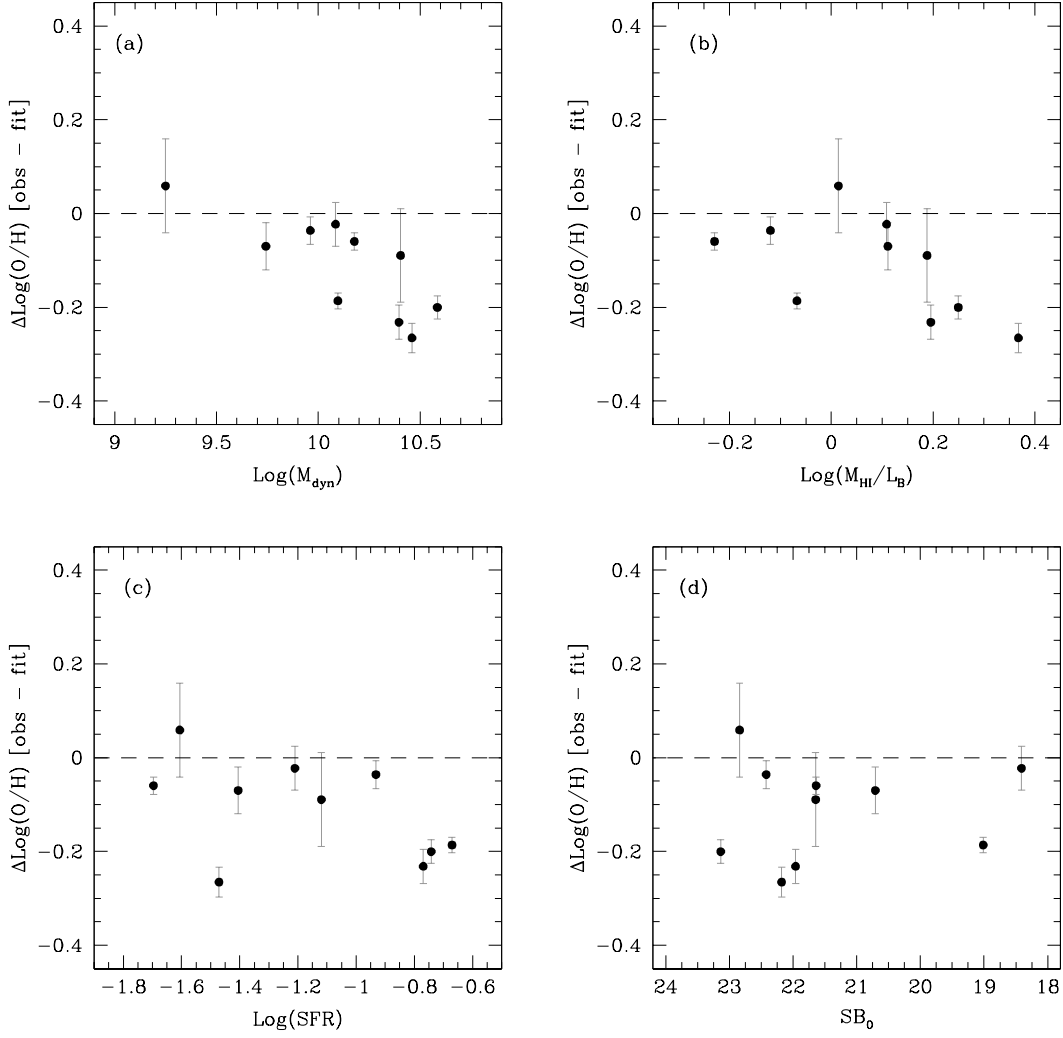 (a)
0.4
0.2
0
−0.2
−0.4
ΔLog(O/H) [obs − fit]
9 9.5 10 10.5
Log(M_dyn)
(b)
0.4
0.2
0
−0.2
−0.4
ΔLog(O/H) [obs − fit]
−0.2 0 0.2 0.4
Log(M_HI/L_B)
(c)
0.4
0.2
0
−0.2
−0.4
ΔLog(O/H) [obs − fit]
−1.8 −1.6 −1.4 −1.2 −1 −0.8 −0.6
Log(SFR)
(d)
0.4
0.2
0
−0.2
−0.4
ΔLog(O/H) [obs − fit]
24 23 22 21 20 19 18
SB_0